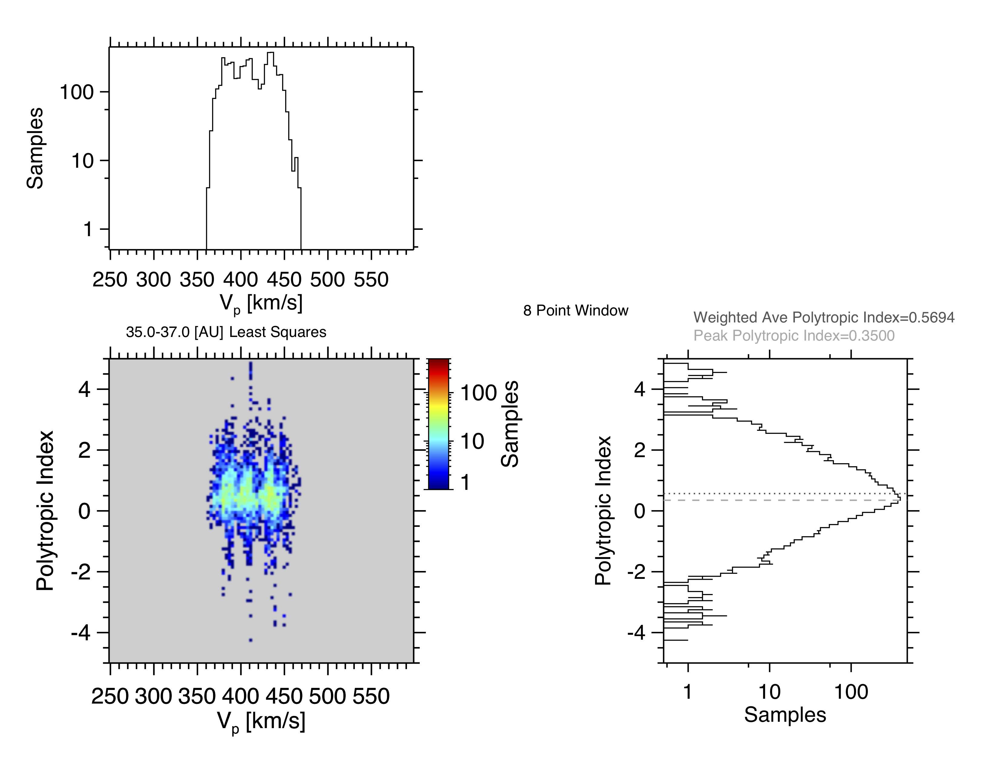 Samples
100
10
1
250 300 350 400 450 500 550
Vp [km/s]
35.0-37.0 [AU] Least Squares
8 Point Window
Weighted Ave Polytropic Index=0.5694
Peak Polytropic Index=0.3500
Polytropic Index
4
2
0
-2
-4
250 300 350 400 450 500 550
Vp [km/s]
100
10
1
Samples
Polytropic Index
4
2
0
-2
-4
1 10 100
Samples